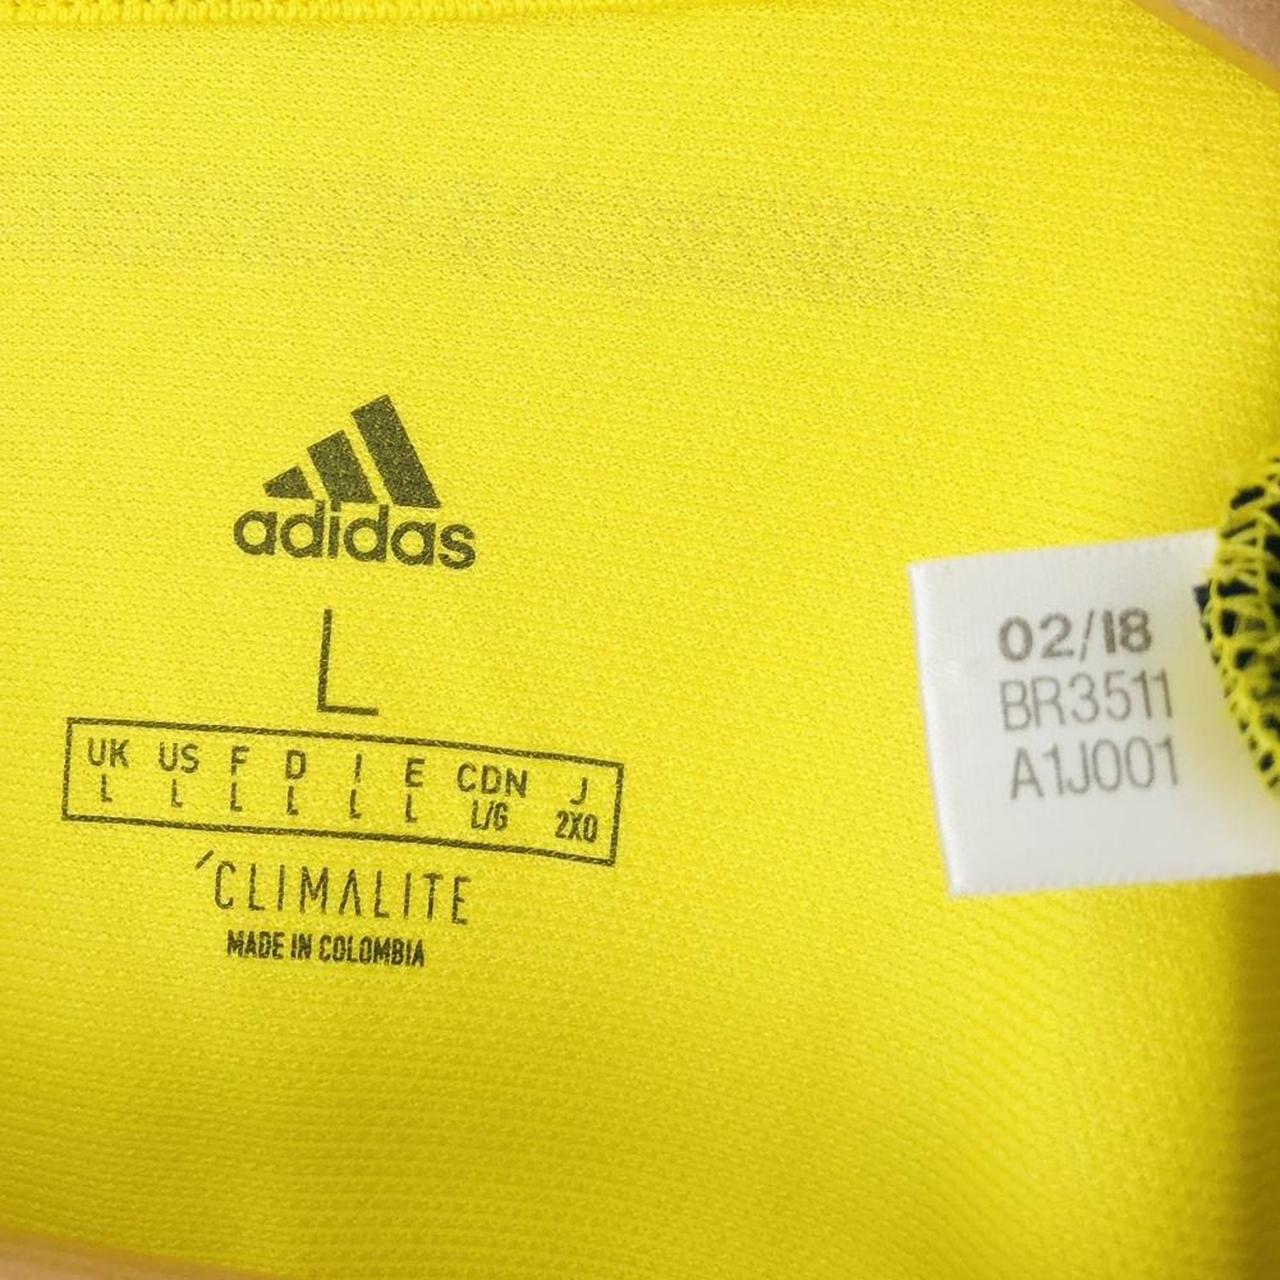 adidas
L
UK US F D I E CDN J
L L L L L L L/G 2XO
´CLIMALITE
MADE IN COLOMBIA
02/18
BR3511
A1J001